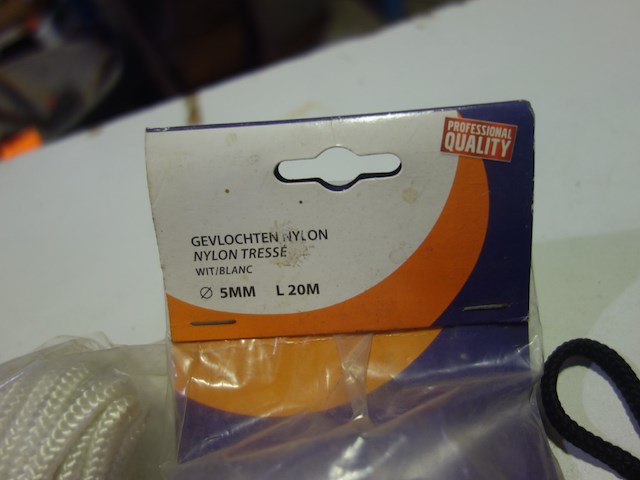 PROFESSIONAL
QUALITY
GEVLOCHTEN NYLON
NYLON TRESSÉ
WIT/BLANC
∅ 5MM L 20M